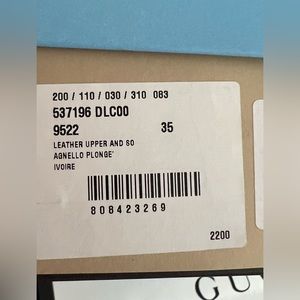 200 / 110 / 030 / 310 083
537196 DLC00
9522 35
LEATHER UPPER AND SO
AGNELLO PLONGE'
IVOIRE
808423269
2200
GU